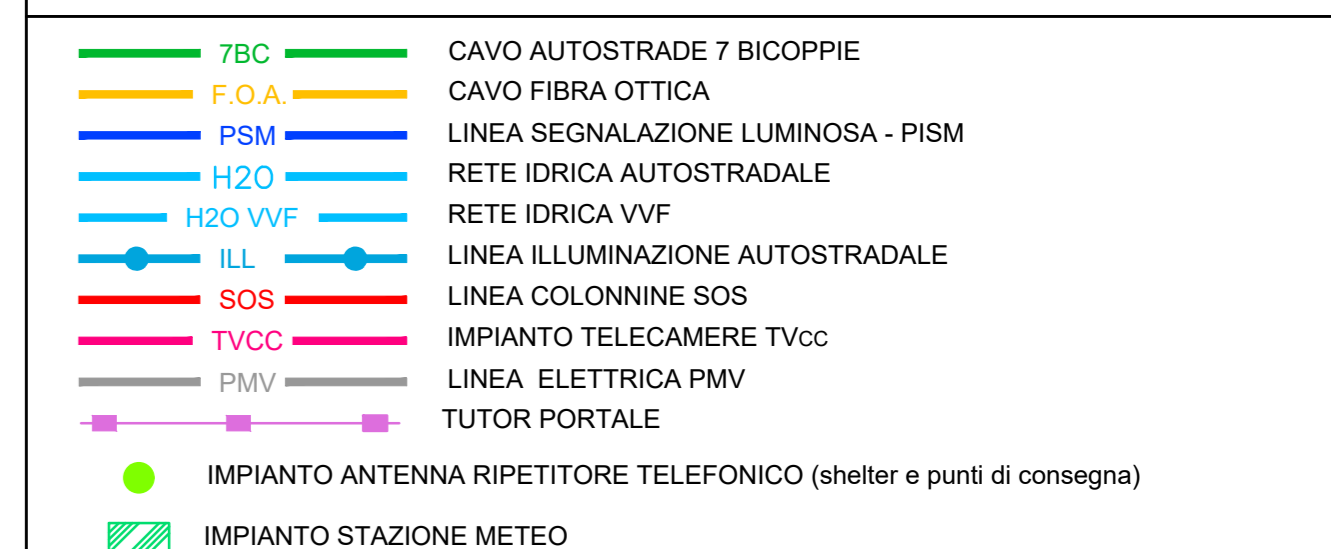 7BC CAVO AUTOSTRADE 7 BICOPPIE
F.O.A. CAVO FIBRA OTTICA
PSM LINEA SEGNALAZIONE LUMINOSA - PISM
H2O RETE IDRICA AUTOSTRADALE
H2O VVF RETE IDRICA VVF
ILL LINEA ILLUMINAZIONE AUTOSTRADALE
SOS LINEA COLONNINE SOS
TVCC IMPIANTO TELECAMERE TVCC
PMV LINEA ELETTRICA PMV
TUTOR PORTALE
IMPIANTO ANTENNA RIPETITORE TELEFONICO (shelter e punti di consegna)
IMPIANTO STAZIONE METEO